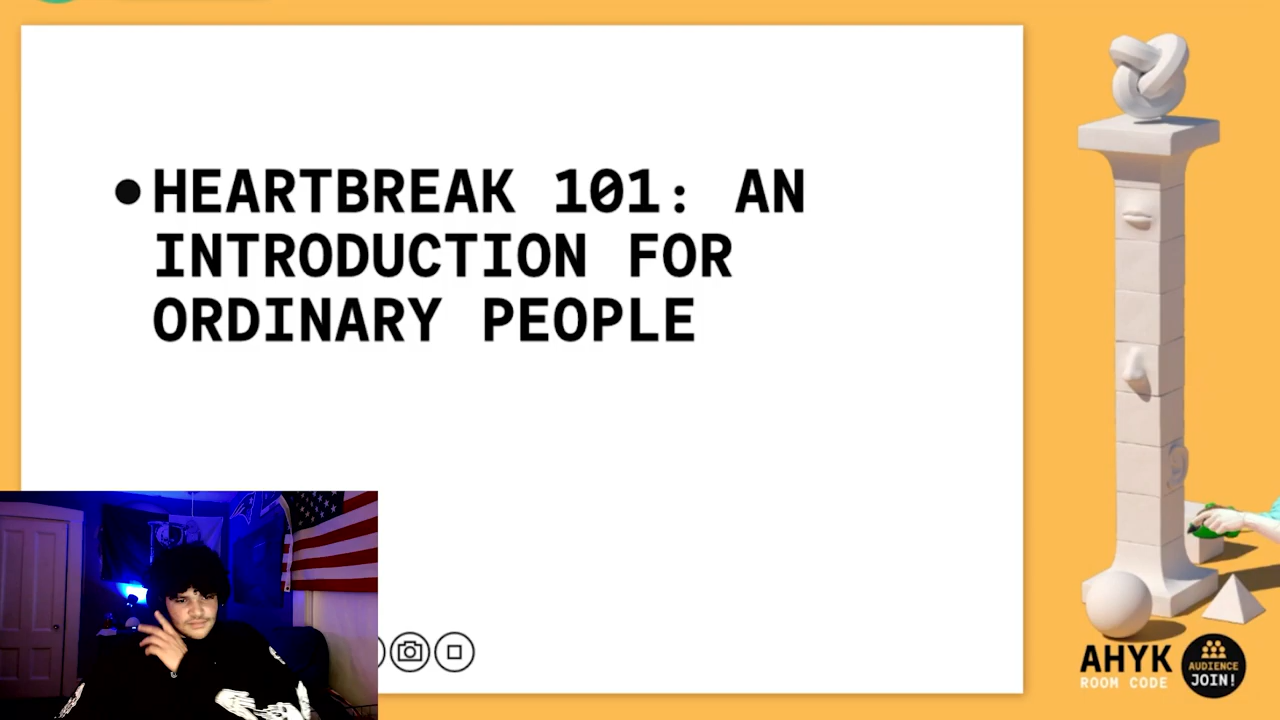 •HEARTBREAK 101: AN
INTRODUCTION FOR
ORDINARY PEOPLE
AHYK
ROOM CODE
AUDIENCE
JOIN!